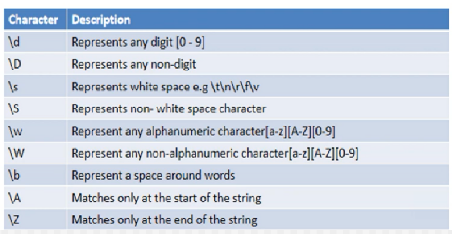 Character Description
\d Represents any digit [0 - 9]
\D Represents any non-digit
\s Represents white space e.g \t\n\r\f\v
\S Represents non- white space character
\w Represent any alphanumeric character[a-z][A-Z][0-9]
\W Represent any non-alphanumeric character[a-z][A-Z][0-9]
\b Represent a space around words
\A Matches only at the start of the string
\Z Matches only at the end of the string